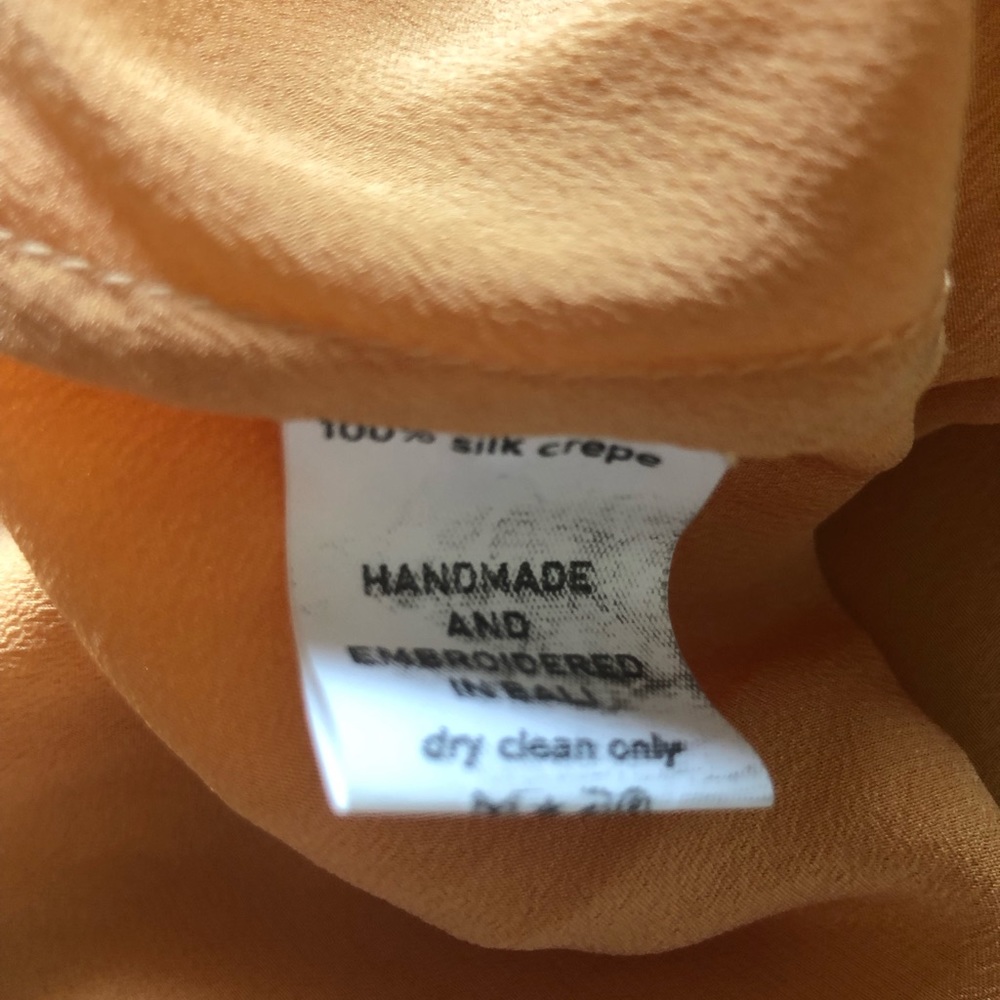 100% silk crepe
HANDMADE
AND
EMBROIDERED
IN BALI
dry clean only